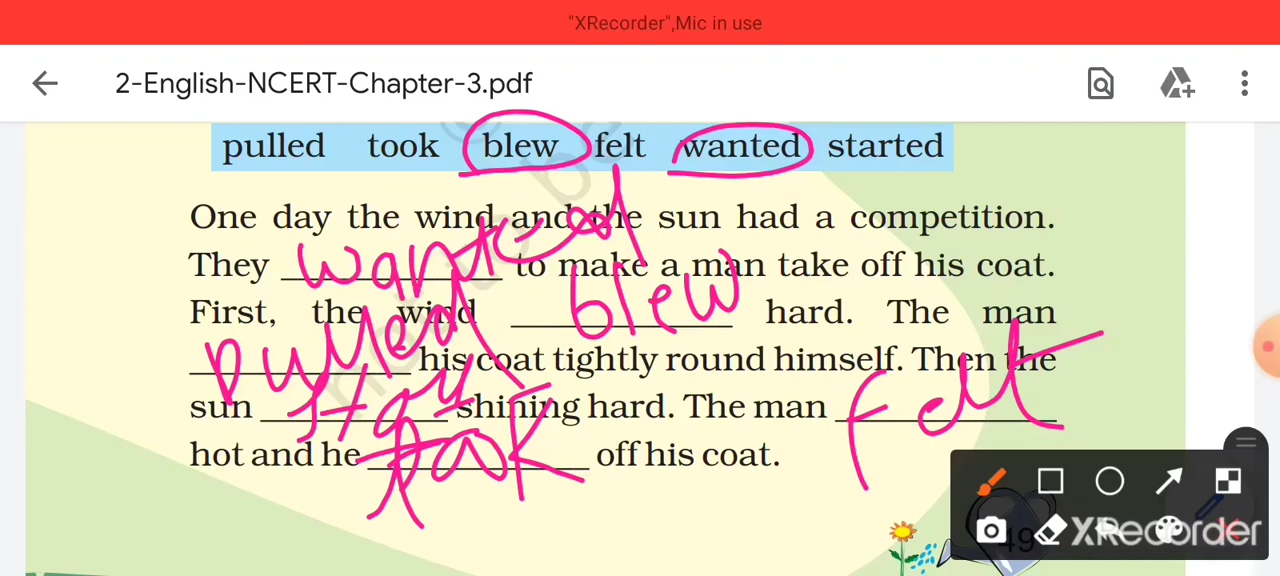 "XRecorder",Mic in use
2-English-NCERT-Chapter-3.pdf
pulled took blew felt wanted started
One day the wind and the sun had a competition.
They wanted to make a man take off his coat.
First, the wind blew hard. The man
pulled his coat tightly round himself. Then the
sun shining hard. The man felt
hot and he took off his coat.
XRecorder
49